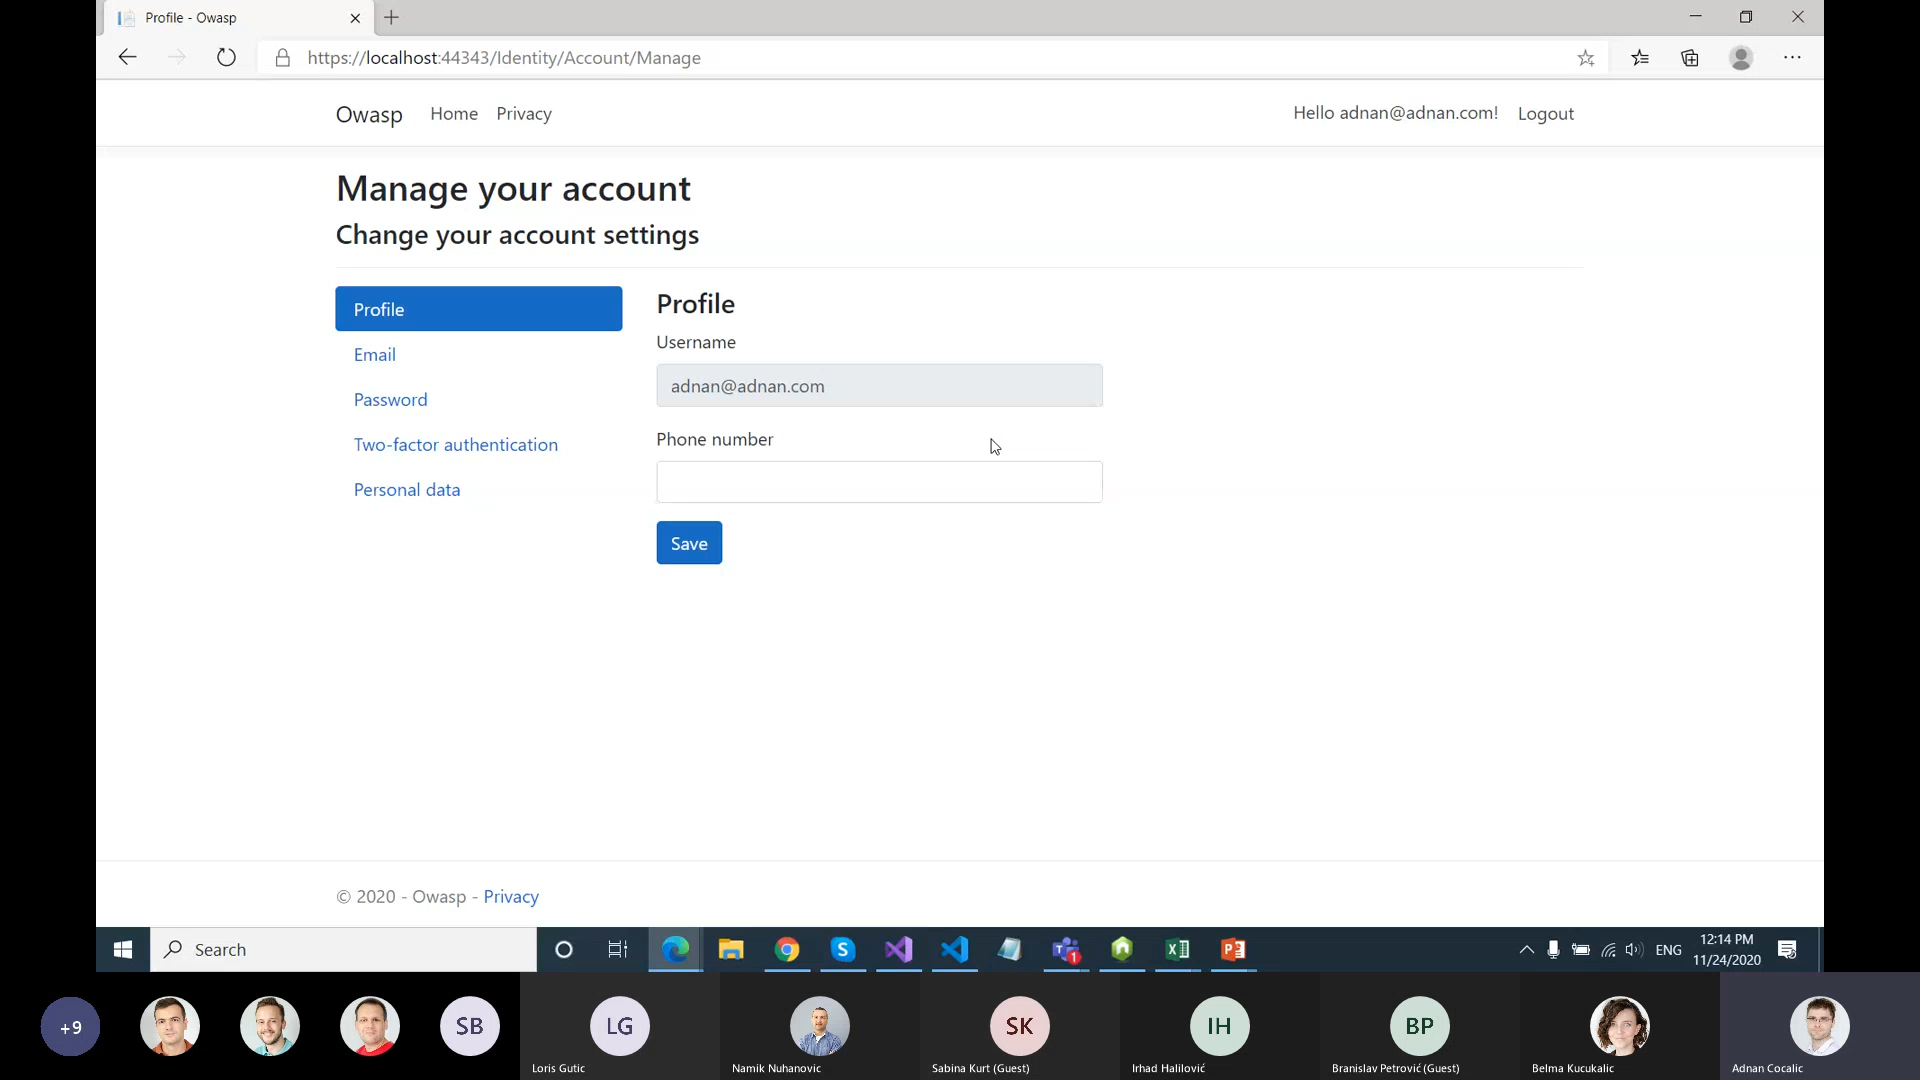 Profile - Owasp
https://localhost:44343/Identity/Account/Manage
Owasp Home Privacy Hello adnan@adnan.com! Logout
Manage your account
Change your account settings
Profile
Email
Password
Two-factor authentication
Personal data
Profile
Username
adnan@adnan.com
Phone number
Save
© 2020 - Owasp - Privacy
Search
1
ENG
12:14 PM
11/24/2020
+9
SB
LG
SK
IH
BP
Loris Gutic
Namik Nuhanovic
Sabina Kurt (Guest)
Irhad Halilović
Branislav Petrović (Guest)
Belma Kucukalic
Adnan Cocalic